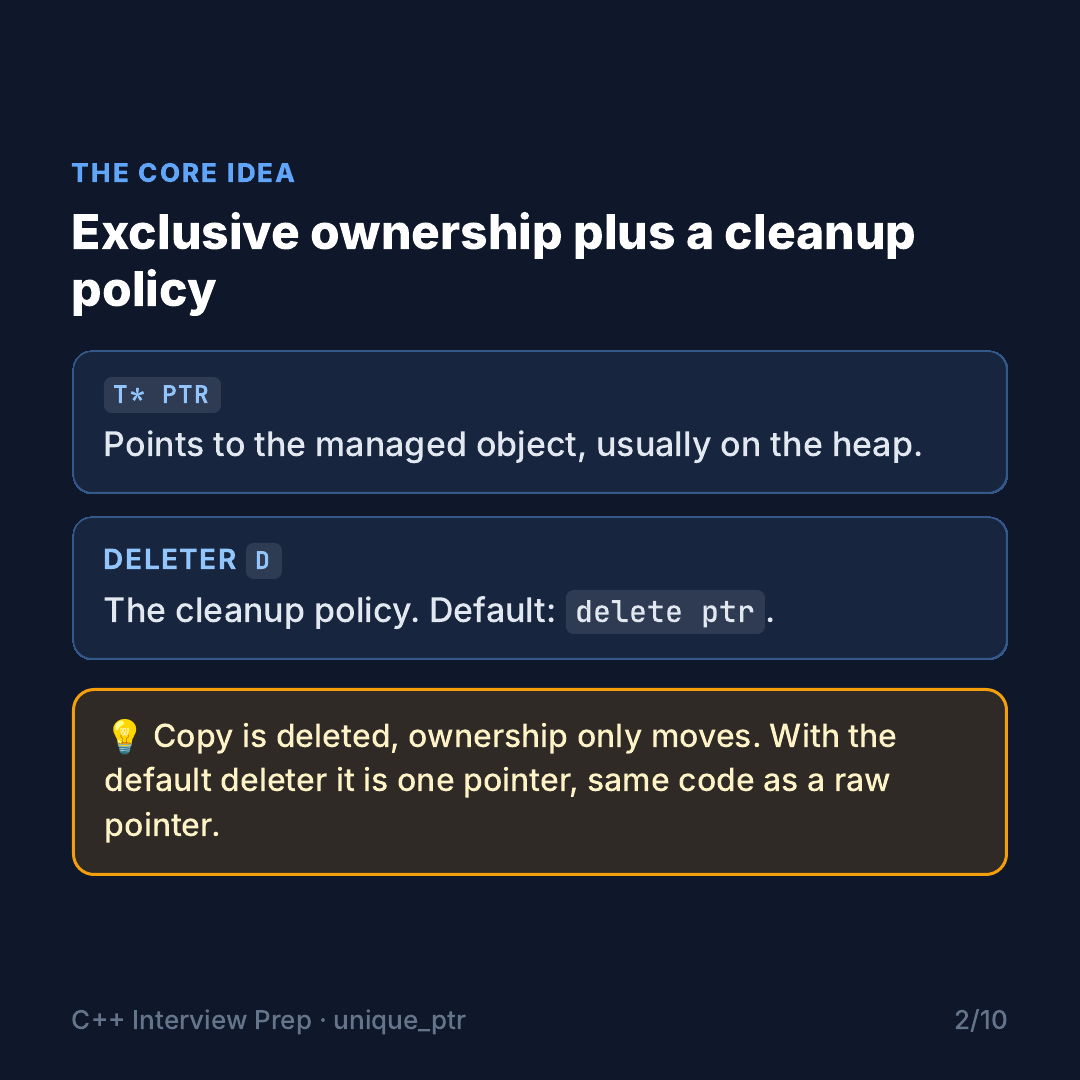 THE CORE IDEA
Exclusive ownership plus a cleanup
policy
T* PTR
Points to the managed object, usually on the heap.
DELETER D
The cleanup policy. Default: delete ptr.
💡 Copy is deleted, ownership only moves. With the
default deleter it is one pointer, same code as a raw
pointer.
C++ Interview Prep · unique_ptr
2/10